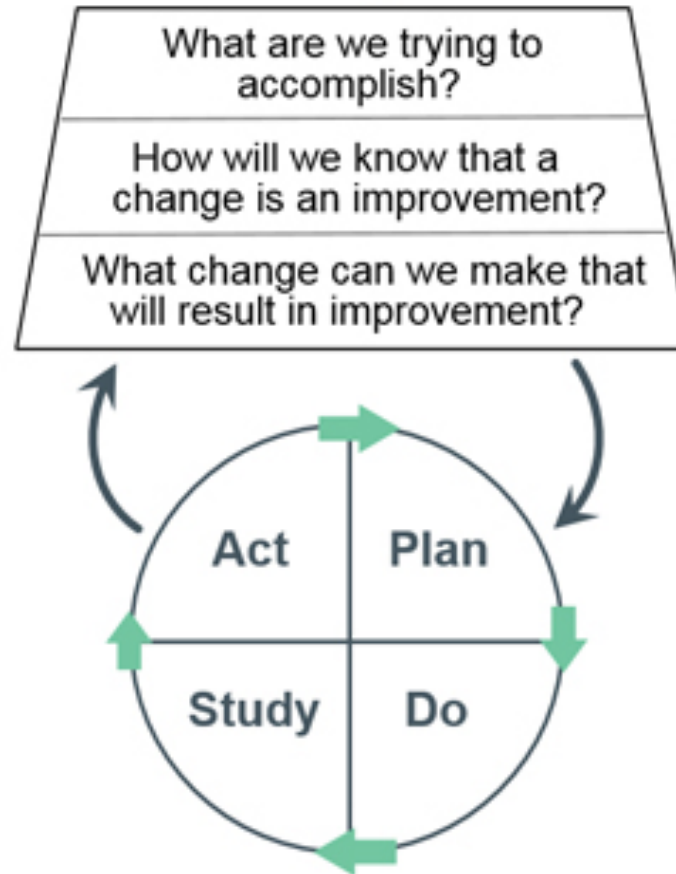 What are we trying to
accomplish?
How will we know that a
change is an improvement?
What change can we make that
will result in improvement?
Act
Plan
Study
Do